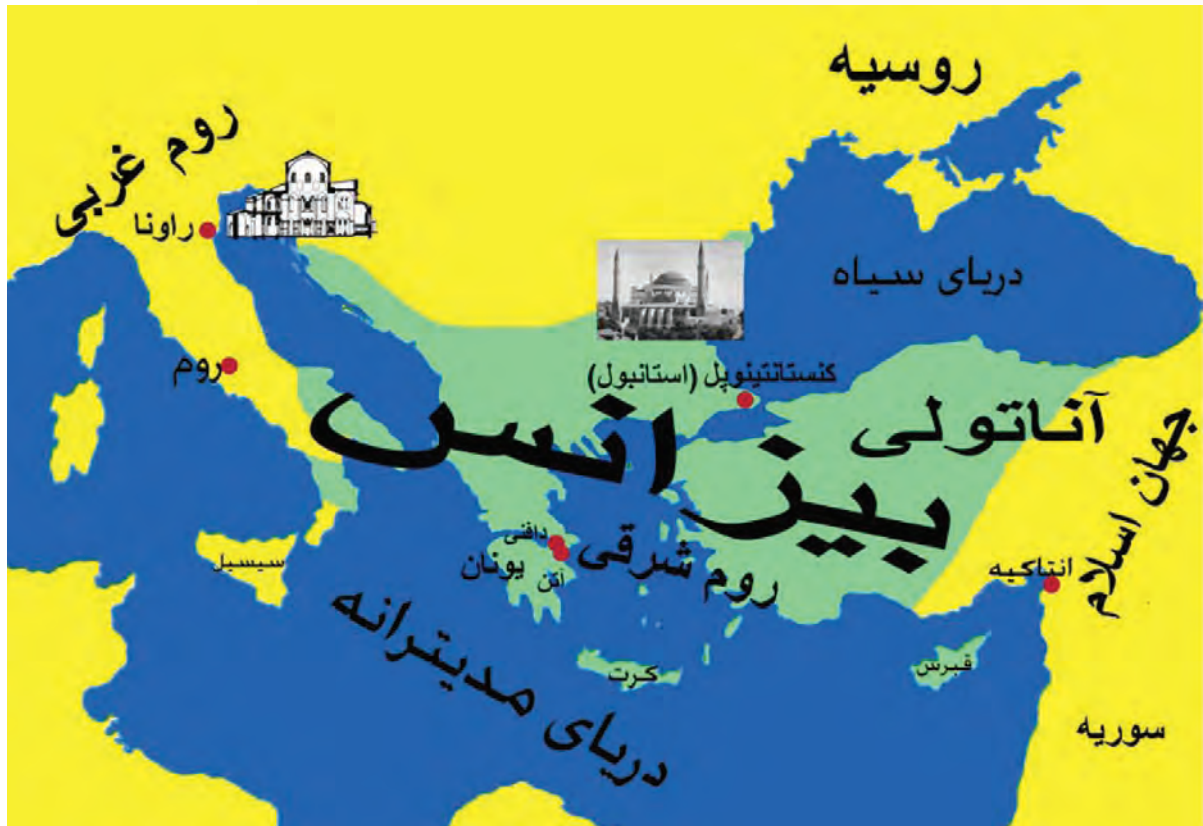 روسیه
روم غربی
راونا
دریای سیاه
روم
کنستانتینوپل (استانبول)
آناتولی
بیزانس
جهان اسلام
دافنی
روم شرقی
یونان
آتن
انتاکیه
سیسیل
دریای مدیترانه
کرت
قبرس
سوریه